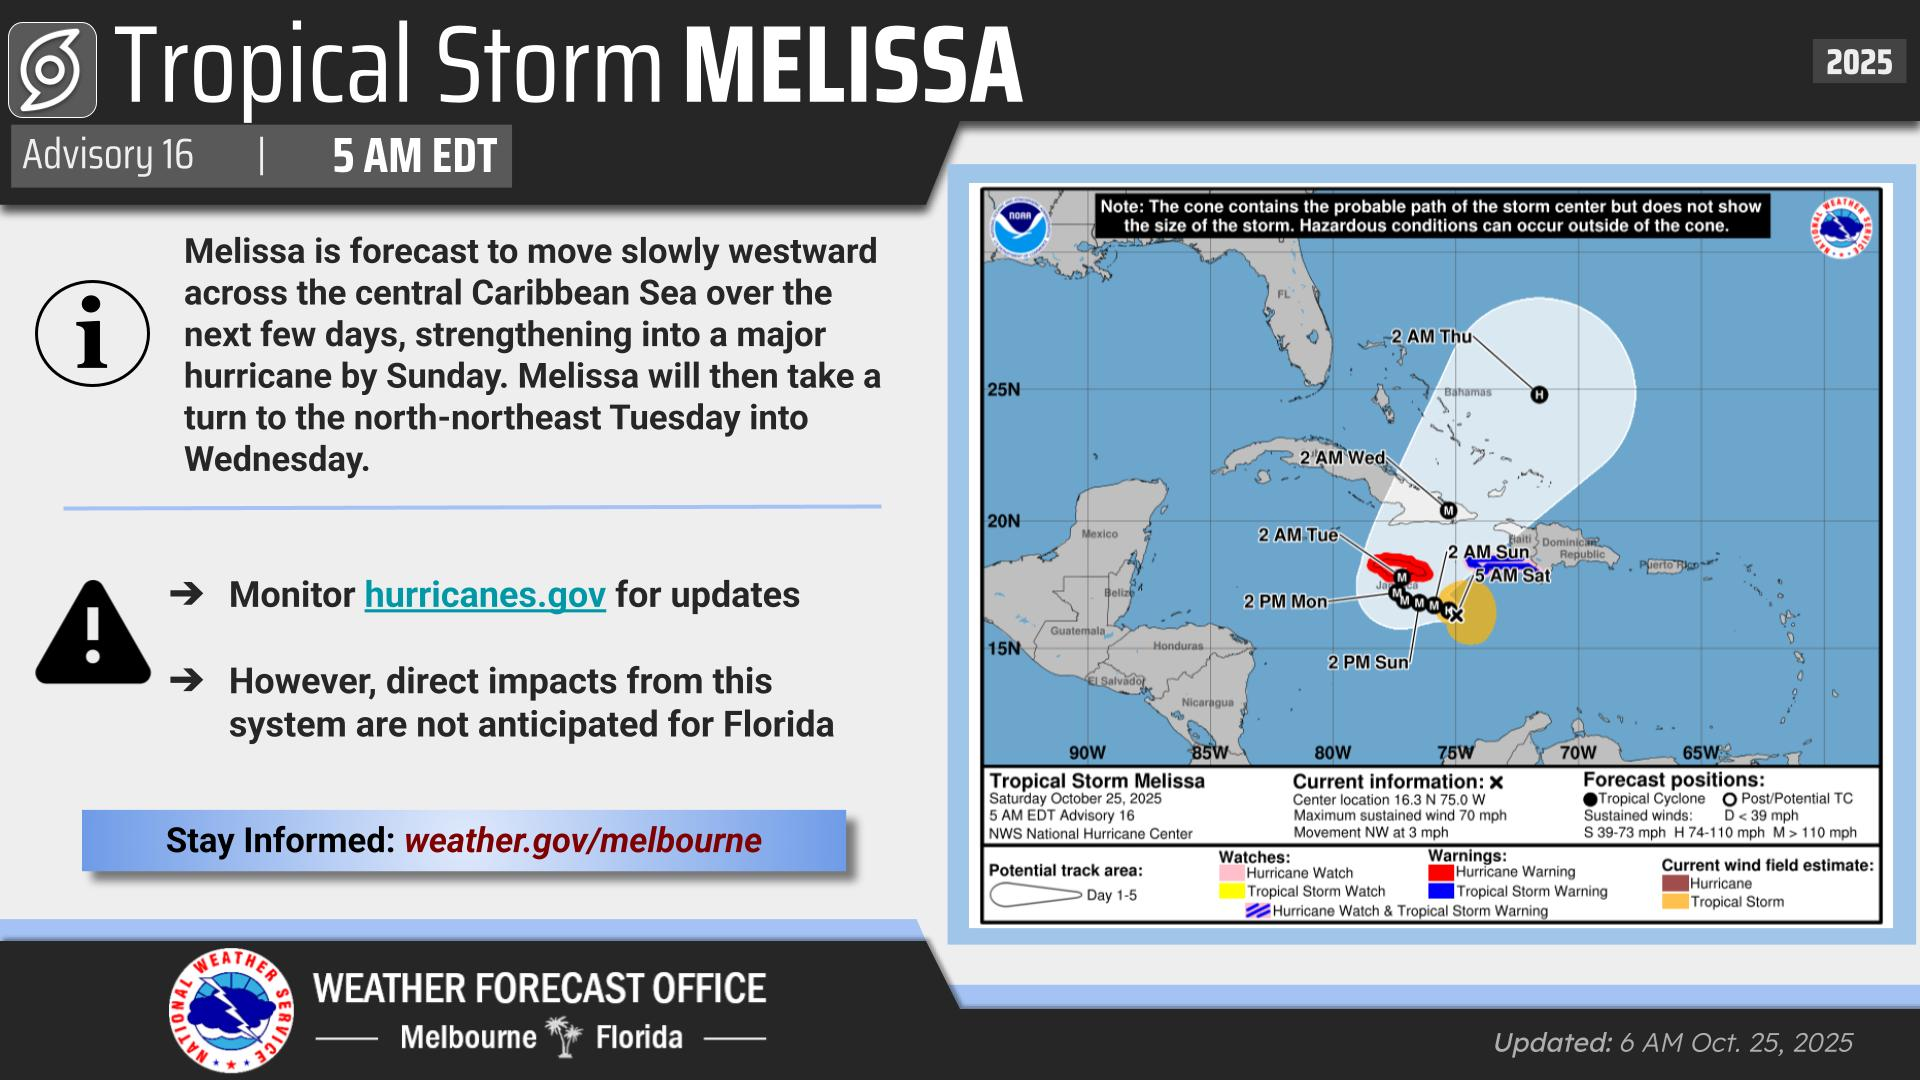 Tropical Storm MELISSA
2025
Advisory 16 | 5 AM EDT
Melissa is forecast to move slowly westward
across the central Caribbean Sea over the
next few days, strengthening into a major
hurricane by Sunday. Melissa will then take a
turn to the north-northeast Tuesday into
Wednesday.
➔ Monitor hurricanes.gov for updates
➔ However, direct impacts from this
system are not anticipated for Florida
Stay Informed: weather.gov/melbourne
NATIONAL WEATHER SERVICE
WEATHER FORECAST OFFICE
Melbourne Florida
NOAA
Note: The cone contains the probable path of the storm center but does not show
the size of the storm. Hazardous conditions can occur outside of the cone.
NATIONAL WEATHER SERVICE
FL
2 AM Thu
H
25N
Bahamas
2 AM Wed
M
20N
Mexico
2 AM Tue
Haiti
Dominican
Republic
2 AM Sun
Puerto Rico
5 AM Sat
M
Jamaica
Belize
2 PM Mon
M
M
M
M
H
Guatemala
Honduras
15N
2 PM Sun
El Salvador
Nicaragua
90W
85W
80W
75W
70W
65W
Tropical Storm Melissa
Saturday October 25, 2025
5 AM EDT Advisory 16
NWS National Hurricane Center
Current information: x
Center location 16.3 N 75.0 W
Maximum sustained wind 70 mph
Movement NW at 3 mph
Forecast positions:
Tropical Cyclone Post/Potential TC
Sustained winds: D < 39 mph
S 39-73 mph H 74-110 mph M > 110 mph
Potential track area:
Day 1-5
Watches:
Hurricane Watch
Tropical Storm Watch
Warnings:
Hurricane Warning
Tropical Storm Warning
Hurricane Watch & Tropical Storm Warning
Current wind field estimate:
Hurricane
Tropical Storm
Updated: 6 AM Oct. 25, 2025